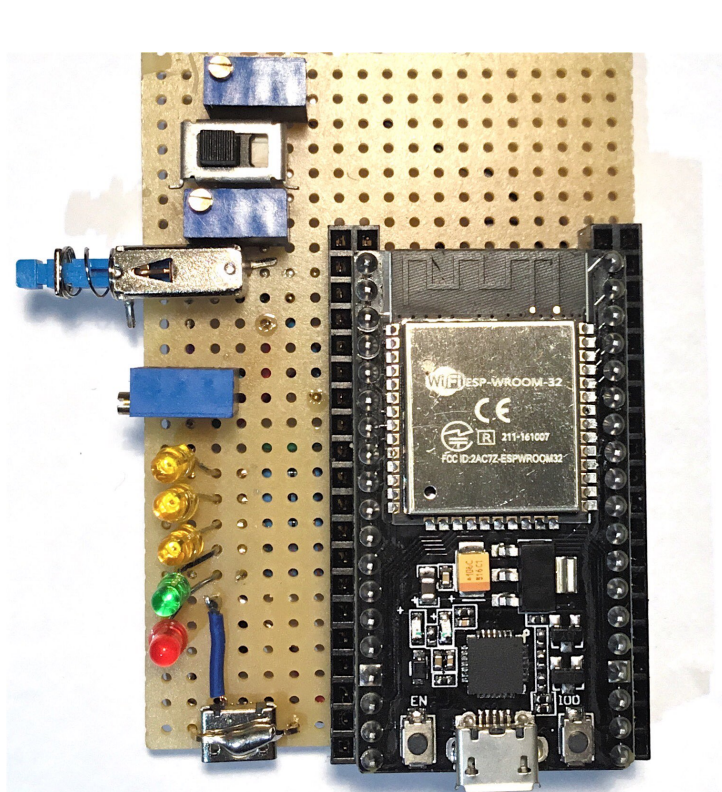 WiFi ESP-WROOM-32
CE
R 211-161007
FCC ID:2AC7Z-ESPWROOM32
EN
IO0